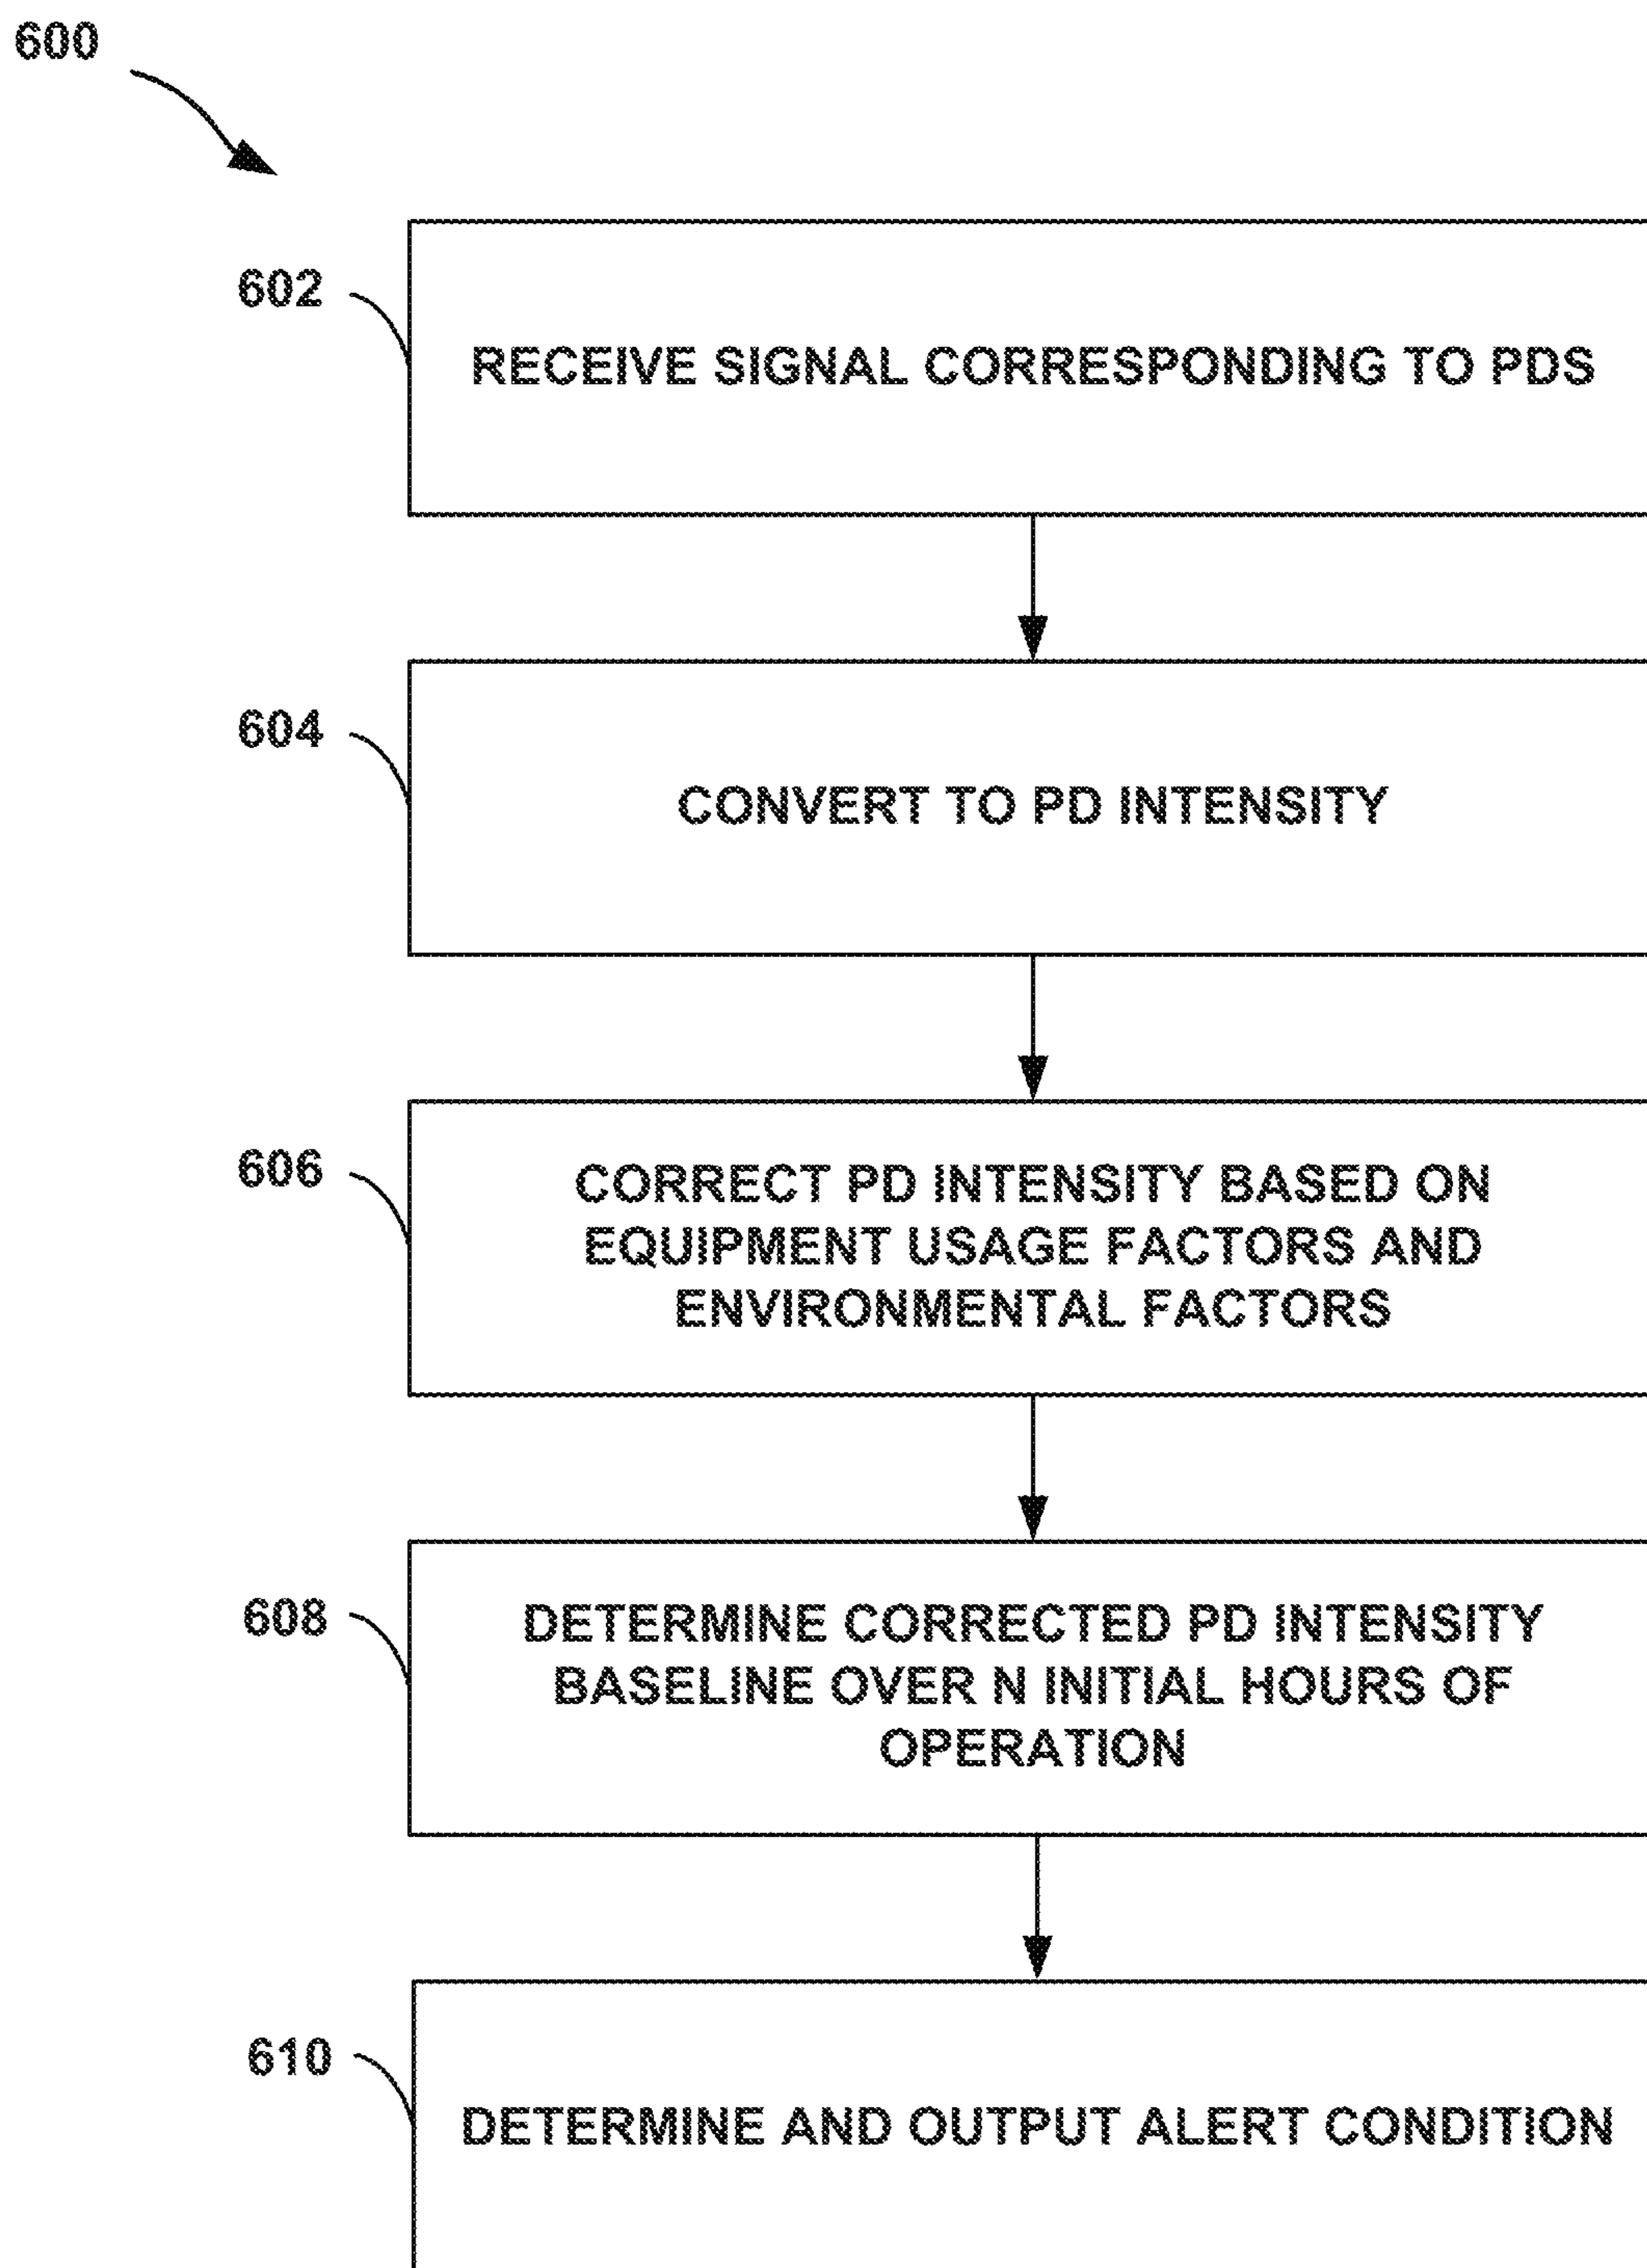 600
602
RECEIVE SIGNAL CORRESPONDING TO PDS
604
CONVERT TO PD INTENSITY
606
CORRECT PD INTENSITY BASED ON
EQUIPMENT USAGE FACTORS AND
ENVIRONMENTAL FACTORS
608
DETERMINE CORRECTED PD INTENSITY
BASELINE OVER N INITIAL HOURS OF
OPERATION
610
DETERMINE AND OUTPUT ALERT CONDITION